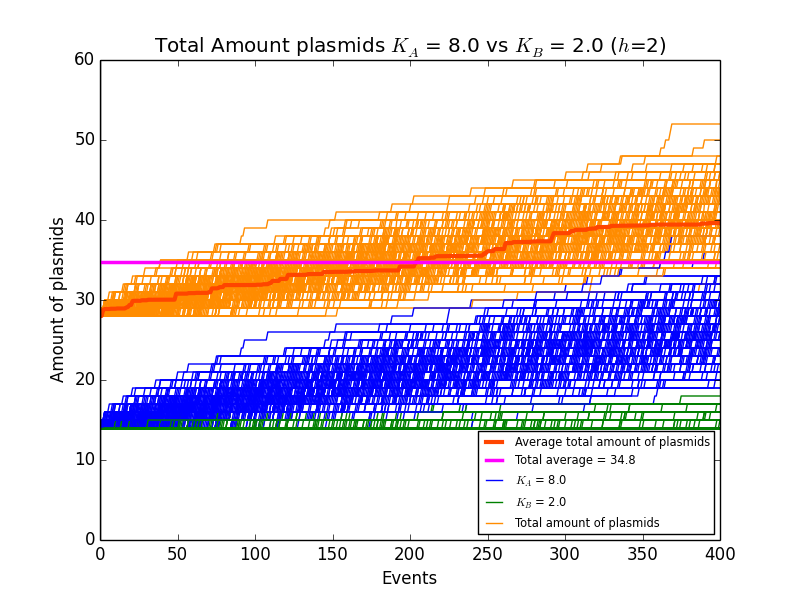 Total Amount plasmids K_A = 8.0 vs K_B = 2.0 (h=2)
60
50
40
30
20
10
0
Amount of plasmids
0 50 100 150 200 250 300 350 400
Events
Average total amount of plasmids
Total average = 34.8
K_A = 8.0
K_B = 2.0
Total amount of plasmids